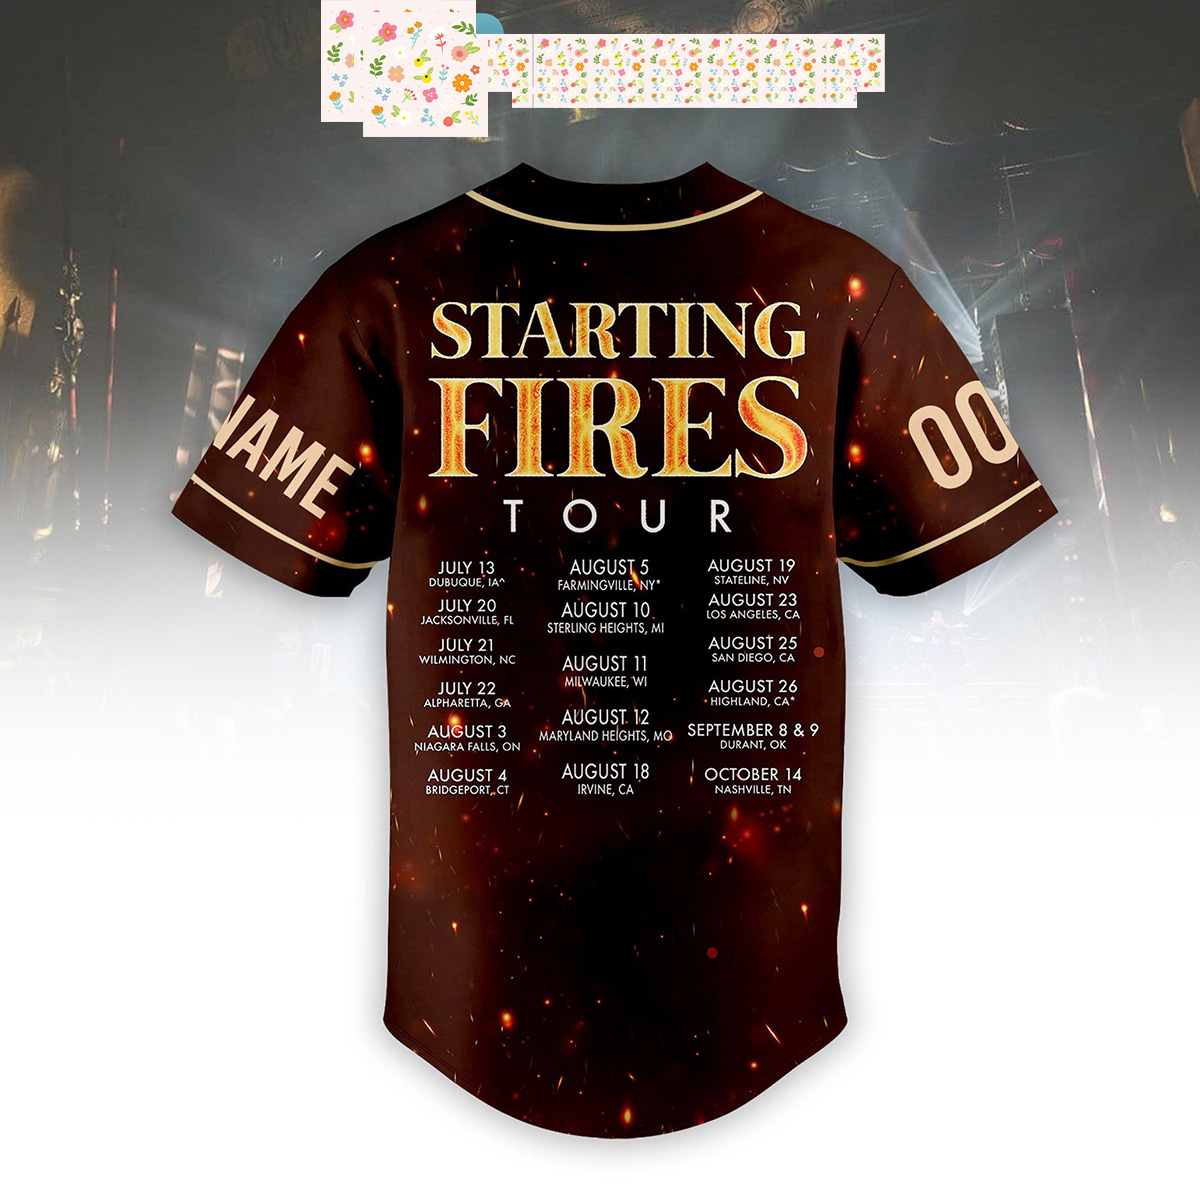 STARTING
FIRES
TOUR
NAME
00
JULY 13
DUBUQUE, IA^
JULY 20
JACKSONVILLE, FL
JULY 21
WILMINGTON, NC
JULY 22
ALPHARETTA, GA
AUGUST 3
NIAGARA FALLS, ON
AUGUST 4
BRIDGEPORT, CT
AUGUST 5
FARMINGVILLE, NY*
AUGUST 10
STERLING HEIGHTS, MI
AUGUST 11
MILWAUKEE, WI
AUGUST 12
MARYLAND HEIGHTS, MO
AUGUST 18
IRVINE, CA
AUGUST 19
STATELINE, NV
AUGUST 23
LOS ANGELES, CA
AUGUST 25
SAN DIEGO, CA
AUGUST 26
HIGHLAND, CA*
SEPTEMBER 8 & 9
DURANT, OK
OCTOBER 14
NASHVILLE, TN